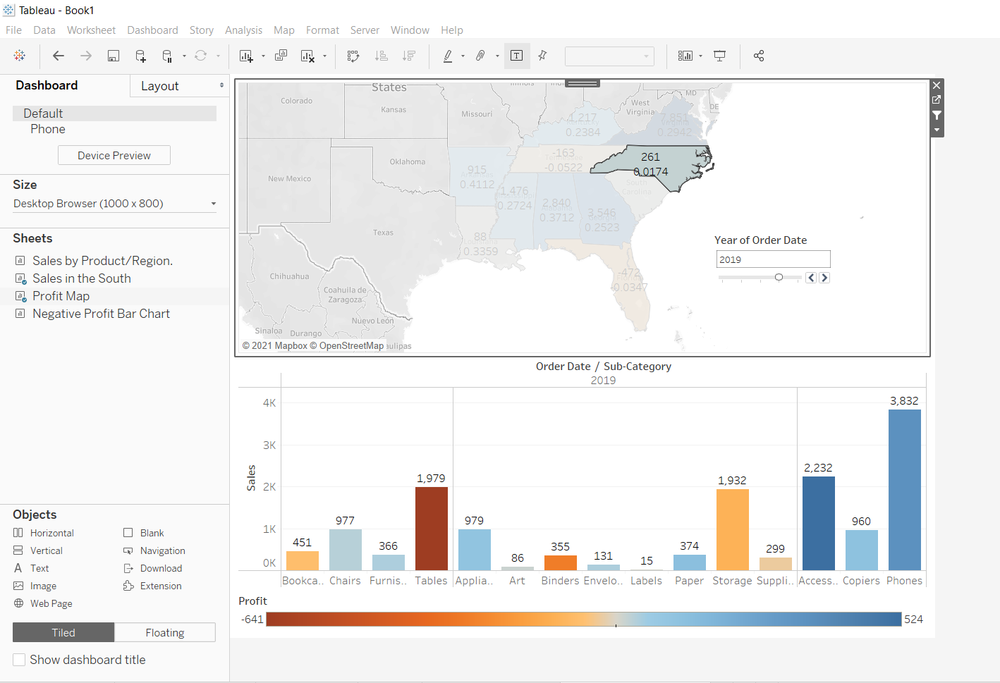 Tableau - Book1
File Data Worksheet Dashboard Story Analysis Map Format Server Window Help
Dashboard Layout
Default
Phone
Device Preview
Size
Desktop Browser (1000 x 800)
Sheets
Sales by Product/Region.
Sales in the South
Profit Map
Negative Profit Bar Chart
Objects
Horizontal Blank
Vertical Navigation
Text Download
Image Extension
Web Page
Tiled Floating
Show dashboard title
States
Colorado
Kansas
Missouri
West
Virginia
MD
DE
1,217
0.2384
7,851
0.2942
Oklahoma
New Mexico
-163
-0.0522
261
0.0174
915
0.4112
South
Carolina
1,476
0.2724
2,840
0.3712
3,546
0.2523
Texas
88
0.3359
Chihuahua
-472
-0.0347
Coahuila de
Zaragoza
Nuevo León
Sinaloa
Durango
© 2021 Mapbox © OpenStreetMap aulipas
Year of Order Date
2019
Order Date / Sub-Category
2019
Sales
4K
3K
2K
1K
0K
451 977 366 1,979 979 86 355 131 15 374 1,932 299 2,232 960 3,832
Bookca.. Chairs Furnis.. Tables Applia.. Art Binders Envelo.. Labels Paper Storage Suppli.. Access.. Copiers Phones
Profit
-641 524